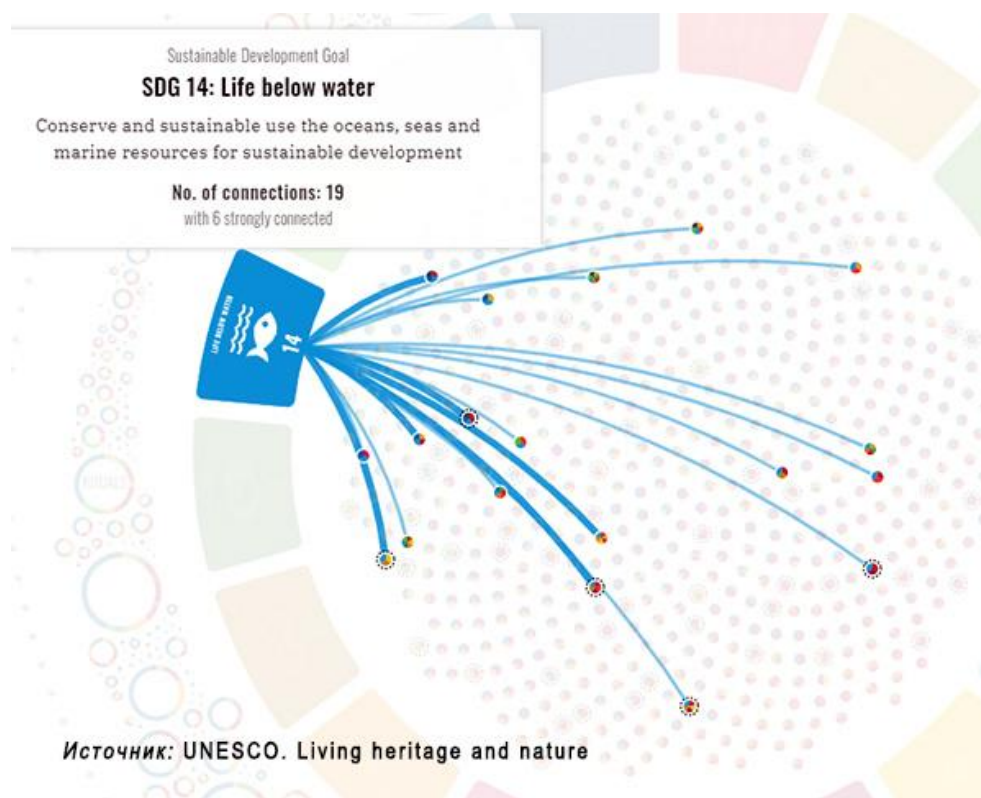 Sustainable Development Goal
SDG 14: Life below water
Conserve and sustainable use the oceans, seas and
marine resources for sustainable development
No. of connections: 19
with 6 strongly connected
LIFE BELOW WATER
14
RITUALS
Источник: UNESCO. Living heritage and nature